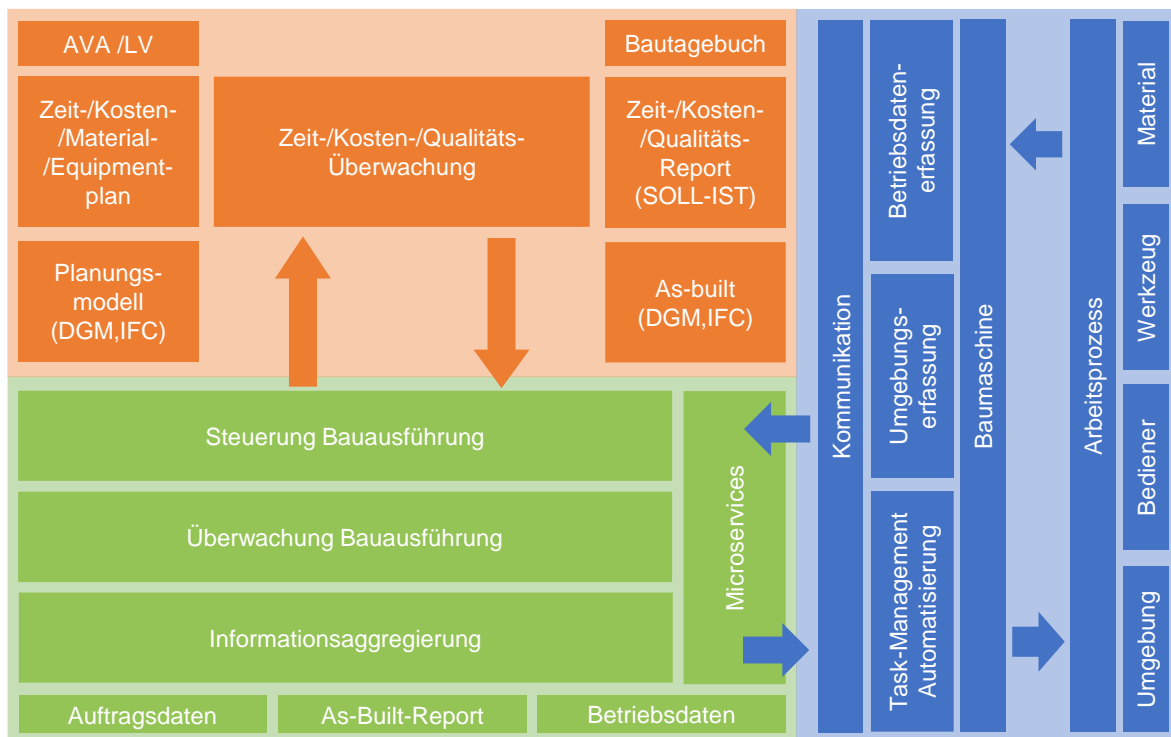 AVA /LV
Bautagebuch
Zeit-/Kosten-
/Material-
/Equipment-
plan
Zeit-/Kosten-/Qualitäts-
Überwachung
Zeit-/Kosten-
/Qualitäts-
Report
(SOLL-IST)
Planungs-
modell
(DGM,IFC)
As-built
(DGM,IFC)
Steuerung Bauausführung
Überwachung Bauausführung
Informationsaggregierung
Microservices
Auftragsdaten
As-Built-Report
Betriebsdaten
Kommunikation
Betriebsdaten-
erfassung
Umgebungs-
erfassung
Task-Management
Automatisierung
Baumaschine
Arbeitsprozess
Material
Werkzeug
Bediener
Umgebung